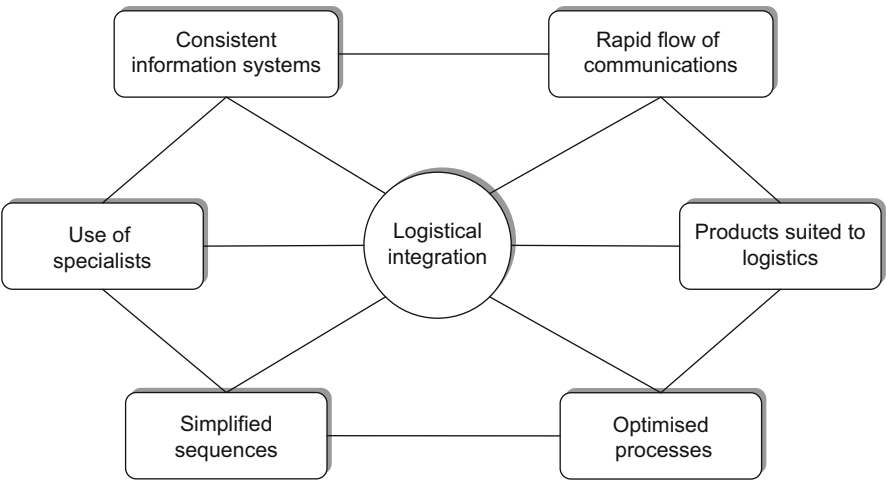 Consistent
information systems
Rapid flow of
communications
Use of
specialists
Logistical
integration
Products suited to
logistics
Simplified
sequences
Optimised
processes